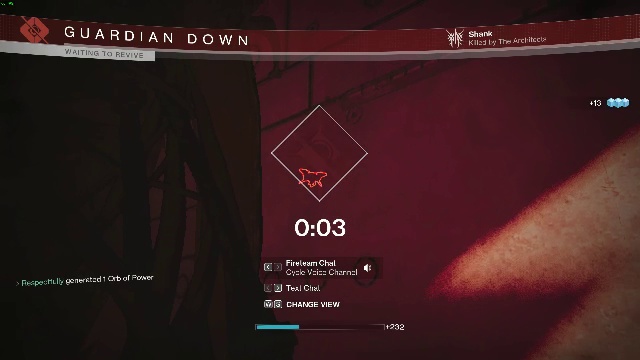 GUARDIAN DOWN
WAITING TO REVIVE
Shank
Killed by The Architects
+13
0:03
Fireteam Chat
Cycle Voice Channel
Text Chat
CHANGE VIEW
Respectfully generated 1 Orb of Power
+232